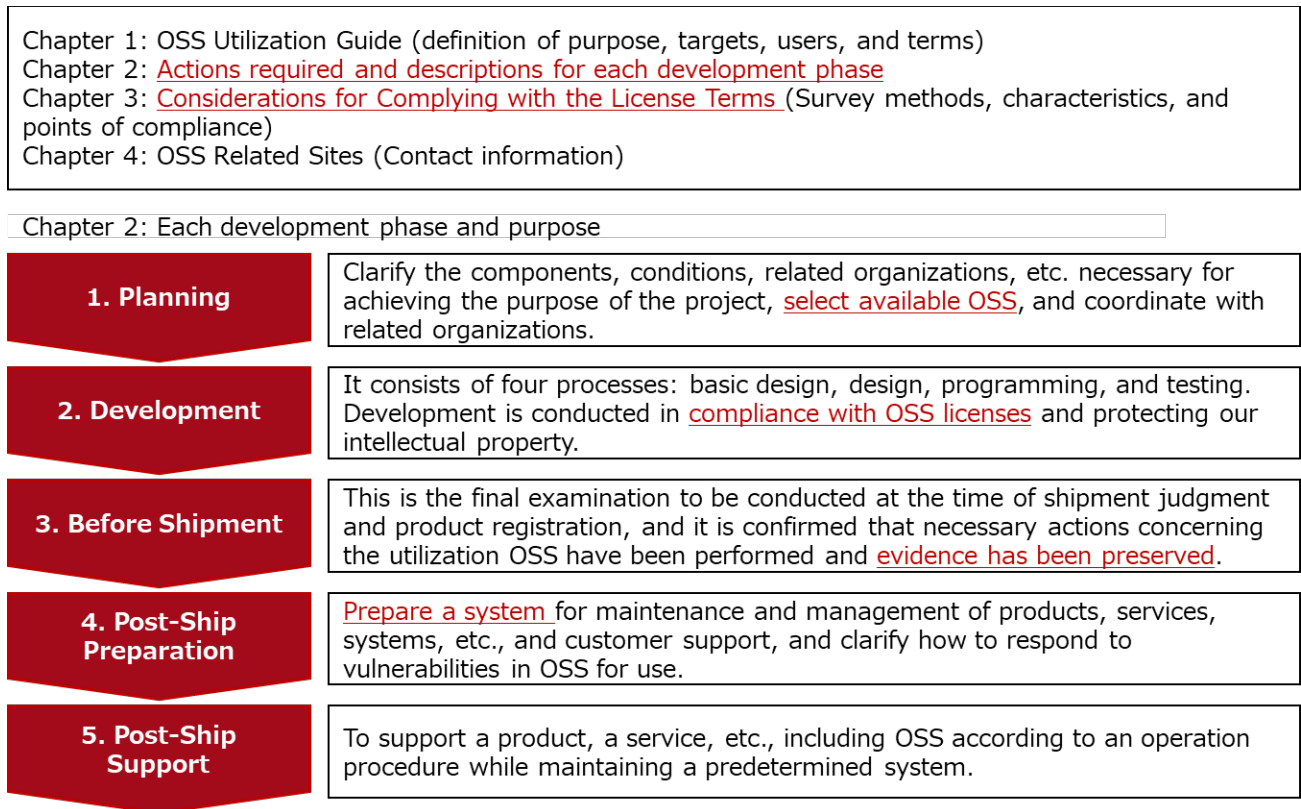 Chapter 1: OSS Utilization Guide (definition of purpose, targets, users, and terms)
Chapter 2: Actions required and descriptions for each development phase
Chapter 3: Considerations for Complying with the License Terms (Survey methods, characteristics, and
points of compliance)
Chapter 4: OSS Related Sites (Contact information)
Chapter 2: Each development phase and purpose
1. Planning
Clarify the components, conditions, related organizations, etc. necessary for
achieving the purpose of the project, select available OSS, and coordinate with
related organizations.
2. Development
It consists of four processes: basic design, design, programming, and testing.
Development is conducted in compliance with OSS licenses and protecting our
intellectual property.
3. Before Shipment
This is the final examination to be conducted at the time of shipment judgment
and product registration, and it is confirmed that necessary actions concerning
the utilization OSS have been performed and evidence has been preserved.
4. Post-Ship
Preparation
Prepare a system for maintenance and management of products, services,
systems, etc., and customer support, and clarify how to respond to
vulnerabilities in OSS for use.
5. Post-Ship
Support
To support a product, a service, etc., including OSS according to an operation
procedure while maintaining a predetermined system.